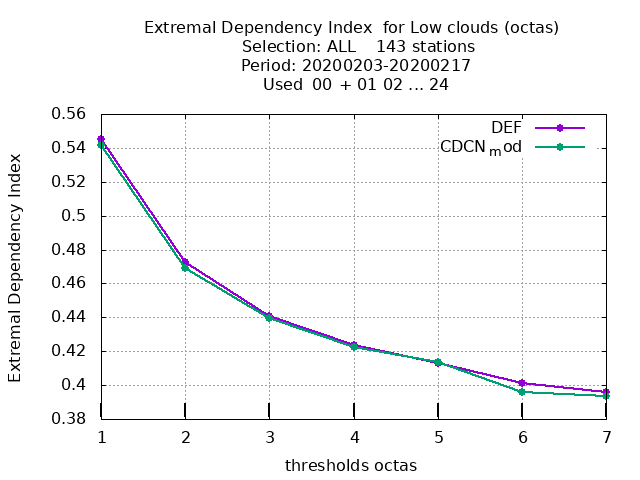 Extremal Dependency Index  for Low clouds (octas)
Selection: ALL    143 stations
Period: 20200203-20200217
Used  00 + 01 02 ... 24
Extremal Dependency Index
0.56
0.54
0.52
0.5
0.48
0.46
0.44
0.42
0.4
0.38
DEF
CDCNmod
1 2 3 4 5 6 7
thresholds octas